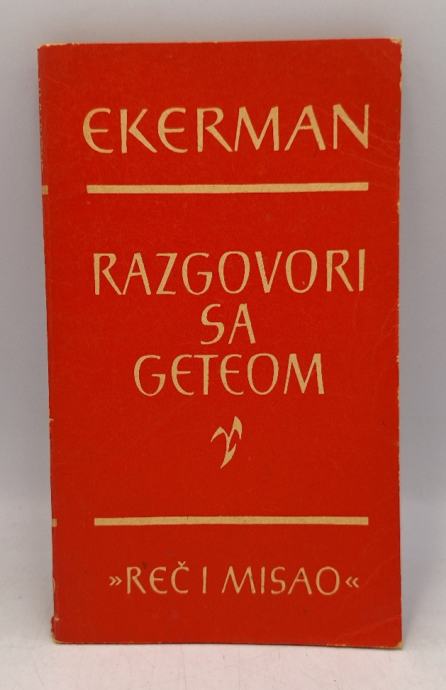 EKERMAN
RAZGOVORI
SA
GETEOM
»REČ I MISAO«